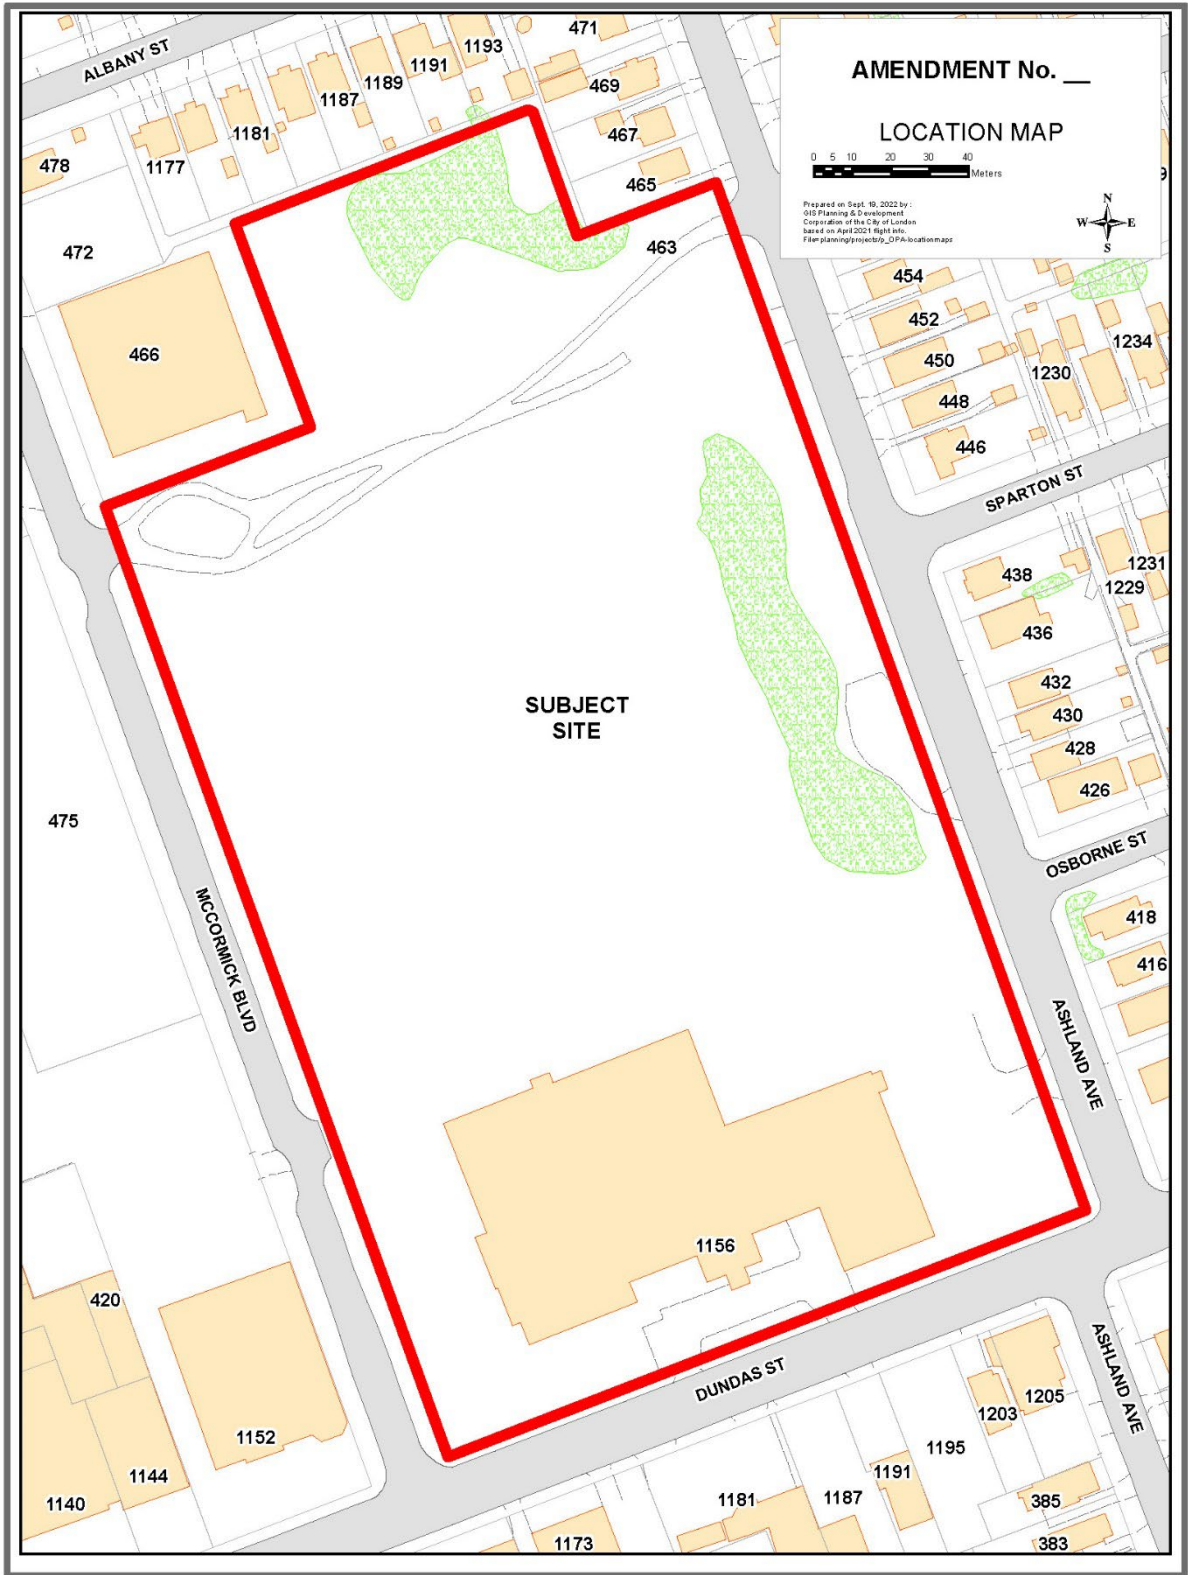 AMENDMENT No. __
LOCATION MAP
0 5 10 20 30 40
Meters
Prepared on Sept. 19, 2022 by :
GIS Planning & Development
Corporation of the City of London
based on April 2021 flight info.
File=planning/projects/p_OPA-locationmaps
N
W E
S
ALBANY ST
1193
471
1191
1189
1187
1181
1177
478
469
467
465
463
472
466
454
452
450
448
446
1234
1230
SPARTON ST
438
436
1231
1229
432
430
428
426
SUBJECT
SITE
475
OSBORNE ST
418
416
MCCORMICK BLVD
ASHLAND AVE
1156
420
1152
1144
1140
DUNDAS ST
ASHLAND AVE
1205
1203
1195
1191
1187
1181
1173
385
383